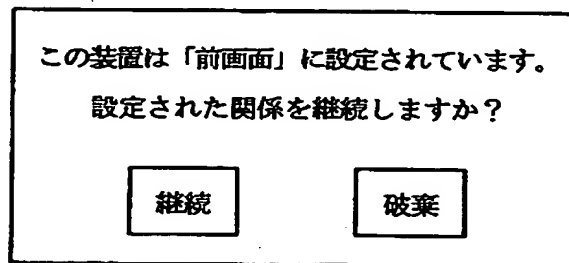 この装置は「前画面」に設定されています。
設定された関係を継続しますか？
継続 破棄